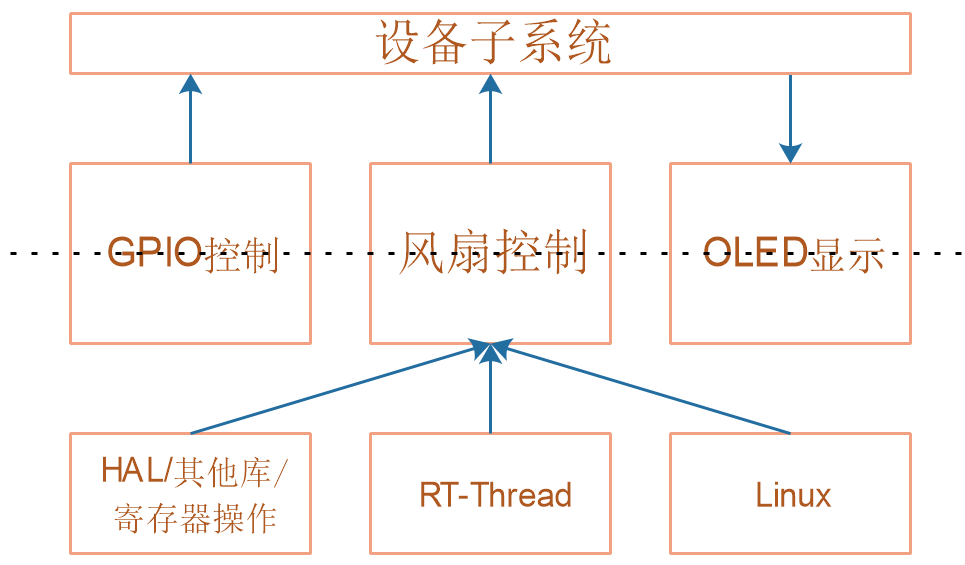 设备子系统
GPIO控制
风扇控制
OLED显示
HAL/其他库/
寄存器操作
RT-Thread
Linux